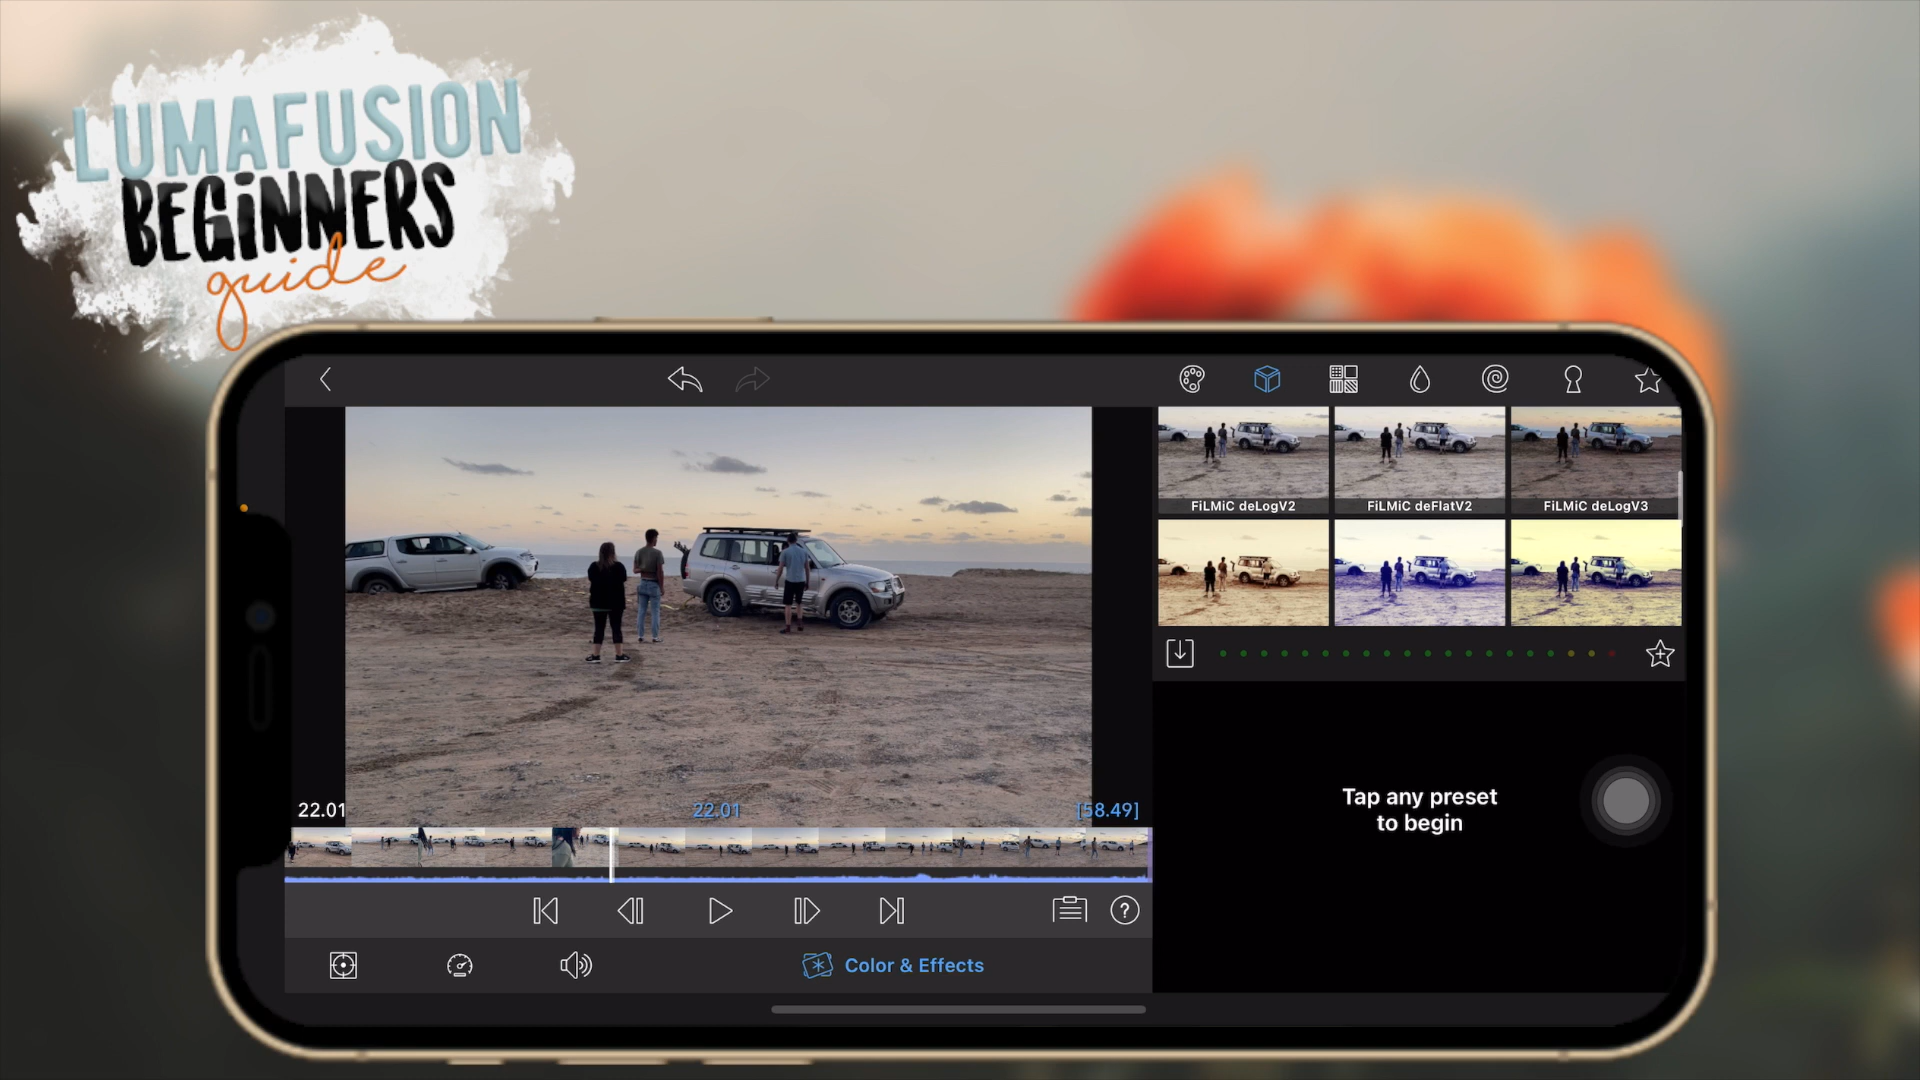 LUMAFUSION
BEGiNNERS
guide
FiLMiC deLogV2
FiLMiC deFlatV2
FiLMiC deLogV3
Tap any preset
to begin
22.01
22.01
[58.49]
?
Color & Effects